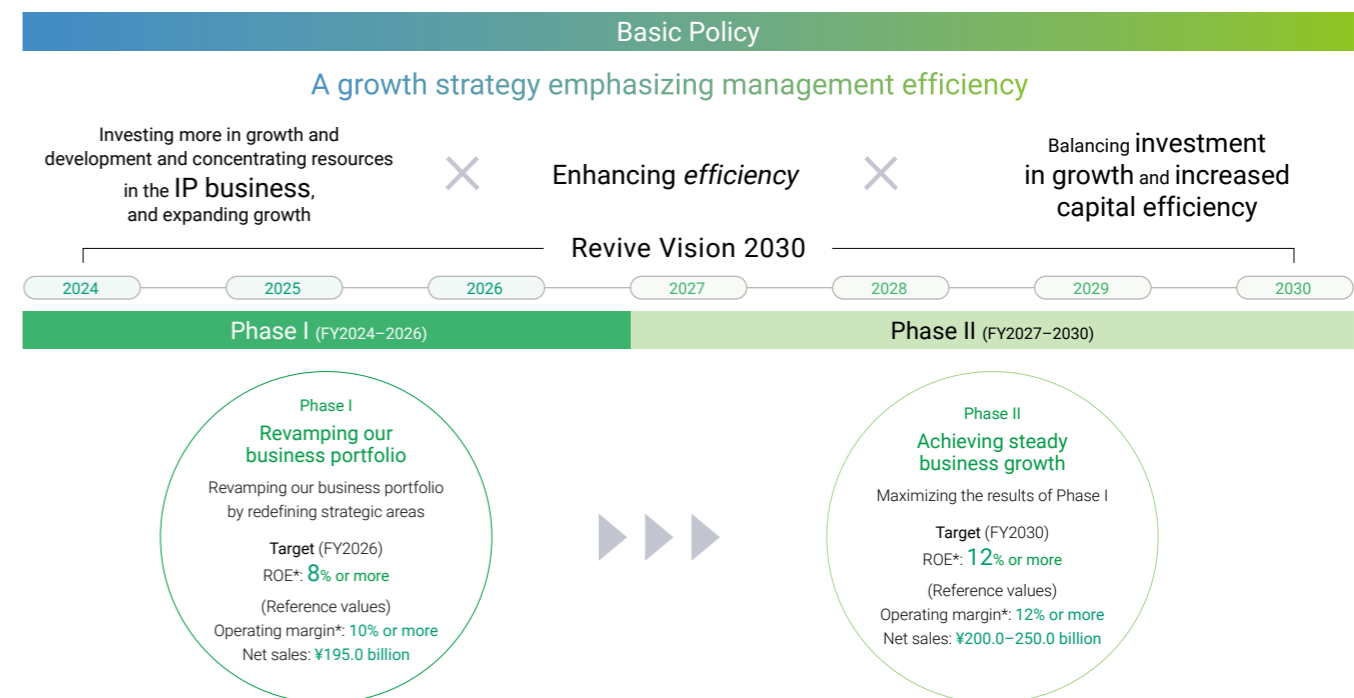 Basic Policy
A growth strategy emphasizing management efficiency
Investing more in growth and
development and concentrating resources
in the IP business,
and expanding growth
×
Enhancing efficiency
×
Balancing investment
in growth and increased
capital efficiency
Revive Vision 2030
2024 2025 2026 2027 2028 2029 2030
Phase I (FY2024–2026) Phase II (FY2027–2030)
Phase I
Revamping our
business portfolio
Revamping our business portfolio
by redefining strategic areas
Target (FY2026)
ROE*: 8% or more
(Reference values)
Operating margin*: 10% or more
Net sales: ¥195.0 billion
Phase II
Achieving steady
business growth
Maximizing the results of Phase I
Target (FY2030)
ROE*: 12% or more
(Reference values)
Operating margin*: 12% or more
Net sales: ¥200.0–250.0 billion